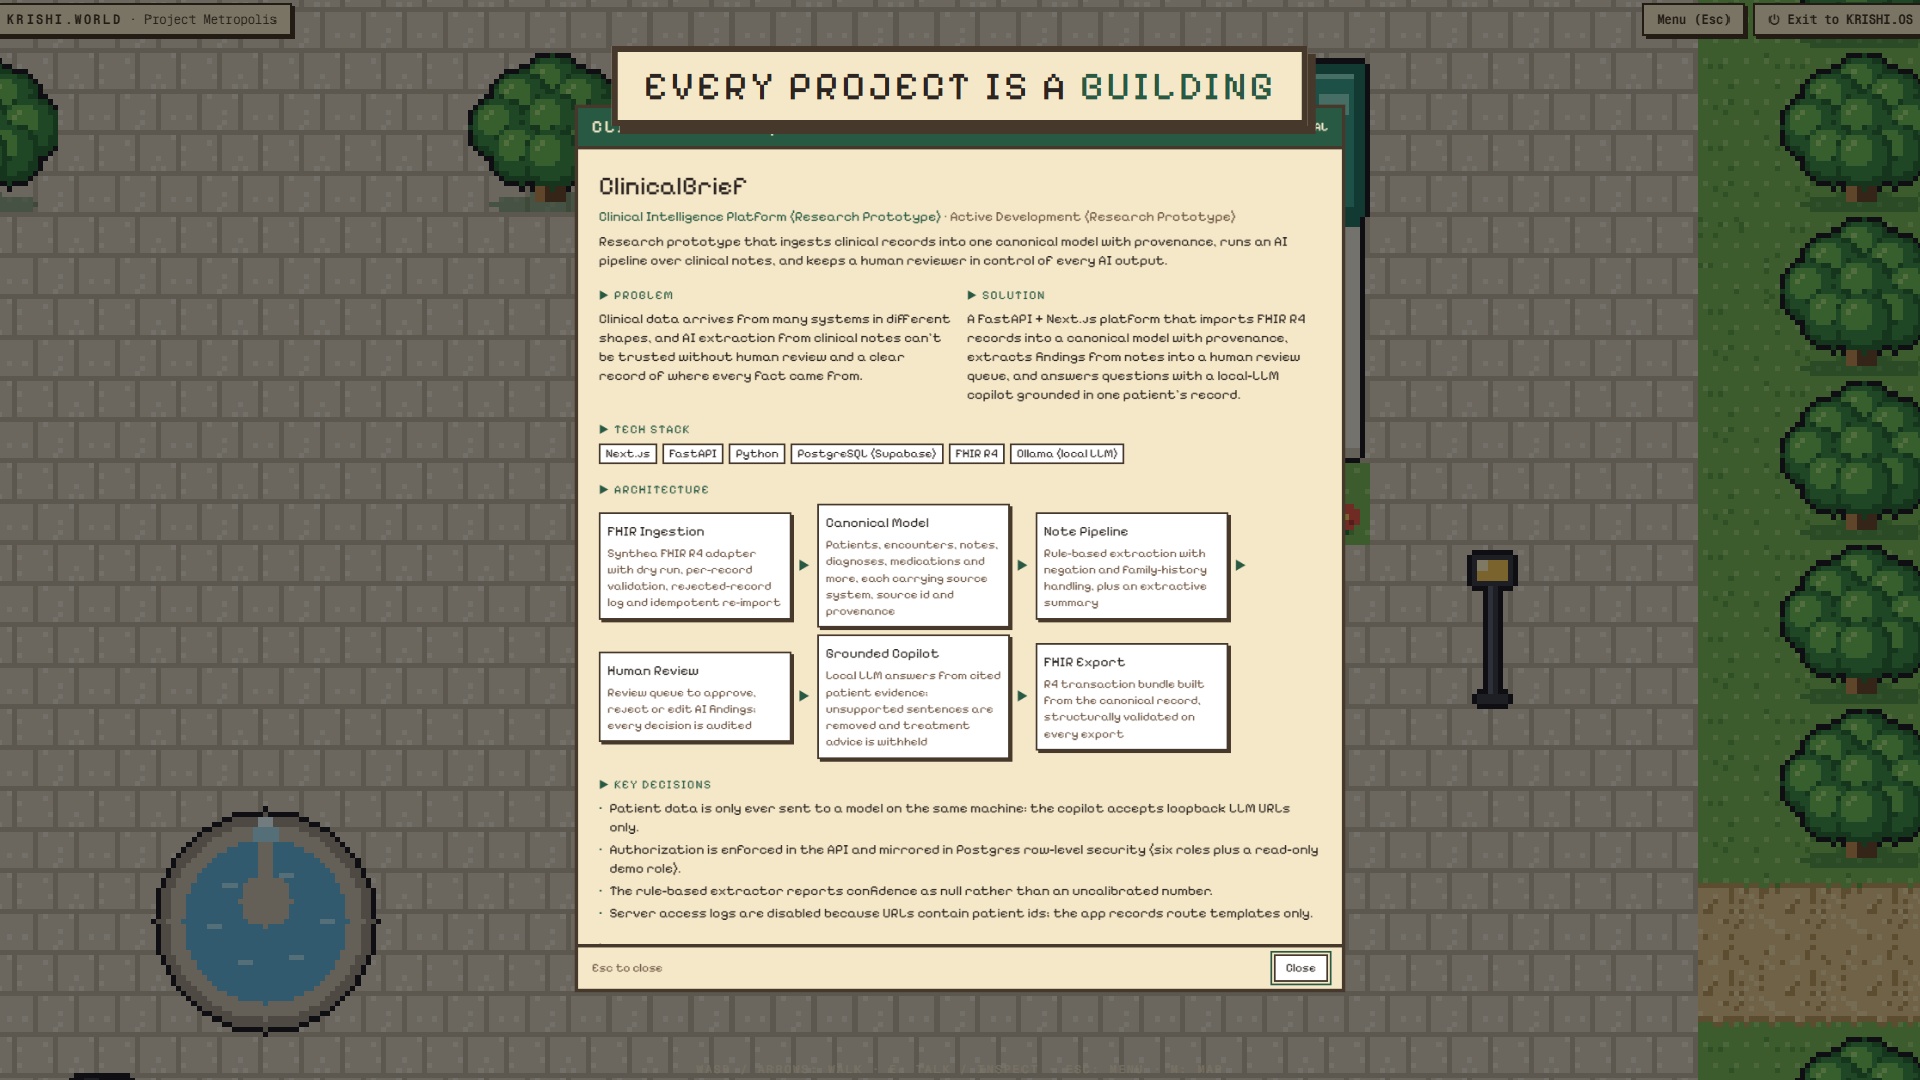 KRISHI.WORLD · Project Metropolis
Menu (Esc)
Exit to KRISHI.OS
EVERY PROJECT IS A BUILDING
ClinicalBrief
Clinical Intelligence Platform (Research Prototype) · Active Development (Research Prototype)
Research prototype that ingests clinical records into one canonical model with provenance, runs an AI
pipeline over clinical notes, and keeps a human reviewer in control of every AI output.
PROBLEM
Clinical data arrives from many systems in different
shapes, and AI extraction from clinical notes can't
be trusted without human review and a clear
record of where every fact came from.
SOLUTION
A FastAPI + Next.js platform that imports FHIR R4
records into a canonical model with provenance,
extracts findings from notes into a human review
queue, and answers questions with a local-LLM
copilot grounded in one patient's record.
TECH STACK
Next.js FastAPI Python PostgreSQL (Supabase) FHIR R4 Ollama (local LLM)
ARCHITECTURE
FHIR Ingestion
Synthea FHIR R4 adapter
with dry run, per-record
validation, rejected-record
log and idempotent re-import
Canonical Model
Patients, encounters, notes,
diagnoses, medications and
more, each carrying source
system, source id and
provenance
Note Pipeline
Rule-based extraction with
negation and family-history
handling, plus an extractive
summary
Human Review
Review queue to approve,
reject or edit AI findings;
every decision is audited
Grounded Copilot
Local LLM answers from cited
patient evidence;
unsupported sentences are
removed and treatment
advice is withheld
FHIR Export
R4 transaction bundle built
from the canonical record,
structurally validated on
every export
KEY DECISIONS
· Patient data is only ever sent to a model on the same machine: the copilot accepts loopback LLM URLs
only.
· Authorization is enforced in the API and mirrored in Postgres row-level security (six roles plus a read-only
demo role).
· The rule-based extractor reports confidence as null rather than an uncalibrated number.
· Server access logs are disabled because URLs contain patient ids; the app records route templates only.
Esc to close
Close